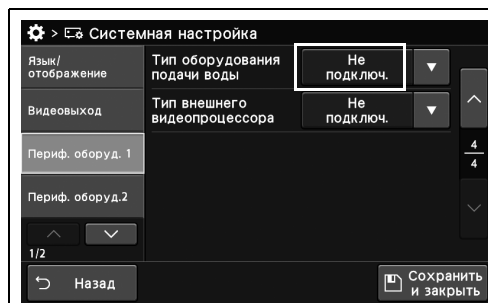 > Системная настройка
Язык/
отображение
Видеовыход
Периф. оборуд. 1
Периф. оборуд.2
1/2
Тип оборудования
подачи воды
Не
подключ.
Тип внешнего
видеопроцессора
Не
подключ.
4
4
Назад
Сохранить
и закрыть